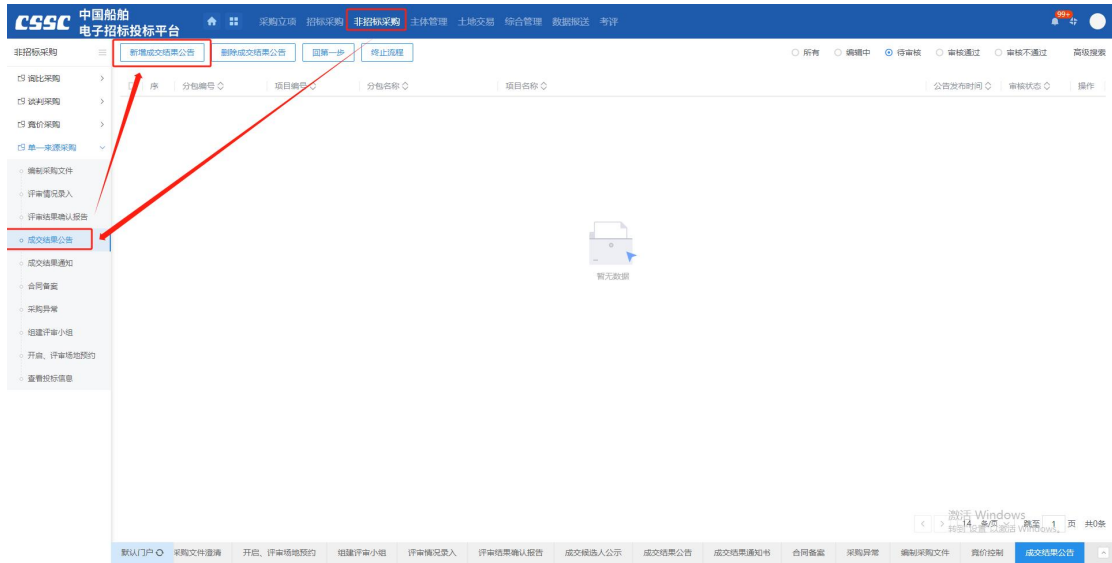 CSSC 中国船舶
电子招标投标平台
采购立项 招标采购 非招标采购 主体管理 土地交易 综合管理 数据报送 考评
99+
非招标采购
新增成交结果公告 删除成交结果公告 回第一步 终止流程
所有 编辑中 待审核 审核通过 审核不通过 高级搜索
询比采购
谈判采购
竞价采购
单一来源采购
编制采购文件
评审情况录入
评审结果确认报告
成交结果公告
成交结果通知
合同备案
采购异常
组建评审小组
开启、评审场地预约
查看投标信息
序 分包编号 项目编号 分包名称 项目名称 公告发布时间 审核状态 操作
暂无数据
激活 Windows
转到"设置"以激活 Windows。
14 条/页 跳至 1 页 共0条
默认门户 采购文件澄清 开启、评审场地预约 组建评审小组 评审情况录入 评审结果确认报告 成交候选人公示 成交结果公告 成交结果通知书 合同备案 采购异常 编制采购文件 竞价控制 成交结果公告